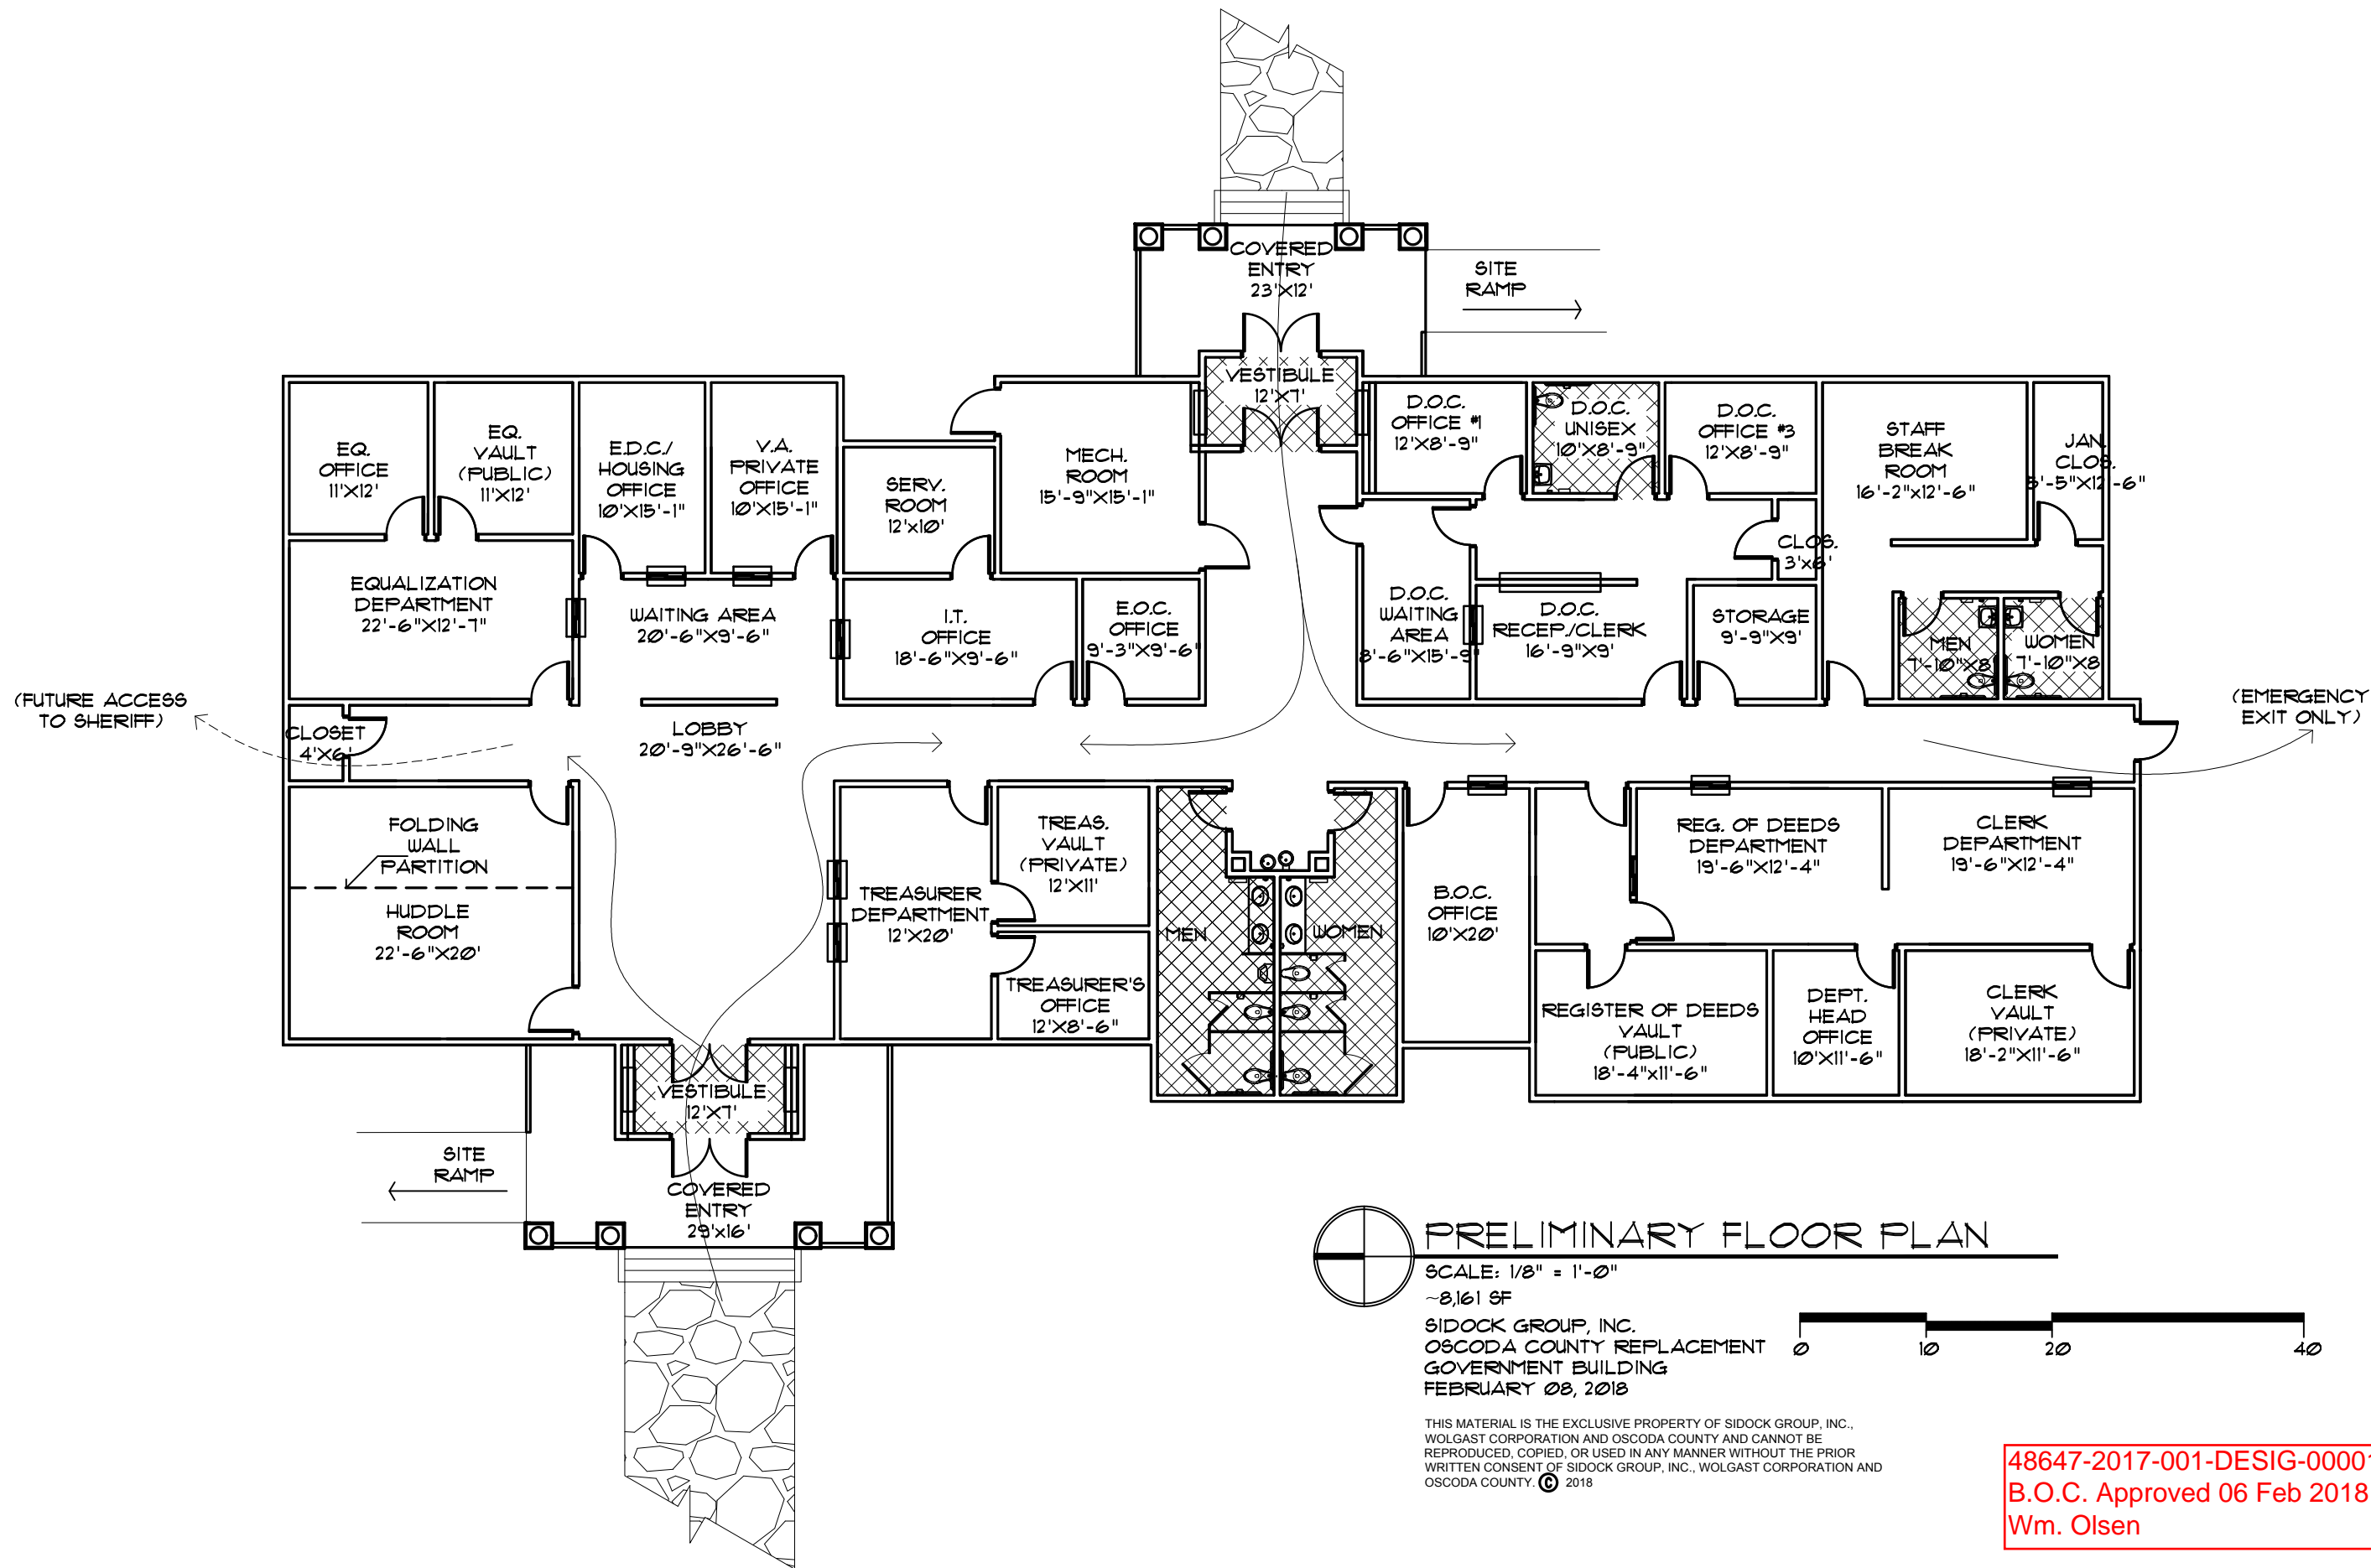 COVERED
ENTRY
23'X12'
SITE
RAMP
VESTIBULE
12'X7'
EQ.
OFFICE
11'X12'
EQ.
VAULT
(PUBLIC)
11'X12'
E.D.C./
HOUSING
OFFICE
10'X15'-1"
V.A.
PRIVATE
OFFICE
10'X15'-1"
SERV.
ROOM
12'x10'
MECH.
ROOM
15'-9"X15'-1"
D.O.C.
OFFICE #1
12'X8'-9"
D.O.C.
UNISEX
10'X8'-9"
D.O.C.
OFFICE #3
12'X8'-9"
STAFF
BREAK
ROOM
16'-2"x12'-6"
JAN.
CLOS.
5'-5"X12'-6"
CLOS.
3'x6'
EQUALIZATION
DEPARTMENT
22'-6"X12'-7"
WAITING AREA
20'-6"X9'-6"
I.T.
OFFICE
18'-6"X9'-6"
E.O.C.
OFFICE
9'-3"X9'-6"
D.O.C.
WAITING
AREA
8'-6"X15'-9"
D.O.C.
RECEP./CLERK
16'-9"X9'
STORAGE
9'-9"X9'
MEN
7'-10"X8'
WOMEN
7'-10"X8
(FUTURE ACCESS
TO SHERIFF)
CLOSET
4'X6'
LOBBY
20'-9"X26'-6"
(EMERGENCY
EXIT ONLY)
FOLDING
WALL
PARTITION
HUDDLE
ROOM
22'-6"X20'
TREASURER
DEPARTMENT
12'X20'
TREAS.
VAULT
(PRIVATE)
12'X11'
TREASURER'S
OFFICE
12'X8'-6"
MEN
WOMEN
B.O.C.
OFFICE
10'X20'
REG. OF DEEDS
DEPARTMENT
19'-6"X12'-4"
CLERK
DEPARTMENT
19'-6"X12'-4"
REGISTER OF DEEDS
VAULT
(PUBLIC)
18'-4"x11'-6"
DEPT.
HEAD
OFFICE
10'X11'-6"
CLERK
VAULT
(PRIVATE)
18'-2"X11'-6"
VESTIBULE
12'X7'
SITE
RAMP
COVERED
ENTRY
29'x16'
PRELIMINARY FLOOR PLAN
SCALE: 1/8" = 1'-0"
~8,161 SF
SIDOCK GROUP, INC.
OSCODA COUNTY REPLACEMENT
GOVERNMENT BUILDING
FEBRUARY 08, 2018
0 10 20 40
THIS MATERIAL IS THE EXCLUSIVE PROPERTY OF SIDOCK GROUP, INC.,
WOLGAST CORPORATION AND OSCODA COUNTY AND CANNOT BE
REPRODUCED, COPIED, OR USED IN ANY MANNER WITHOUT THE PRIOR
WRITTEN CONSENT OF SIDOCK GROUP, INC., WOLGAST CORPORATION AND
OSCODA COUNTY. © 2018
48647-2017-001-DESIG-00001
B.O.C. Approved 06 Feb 2018
Wm. Olsen